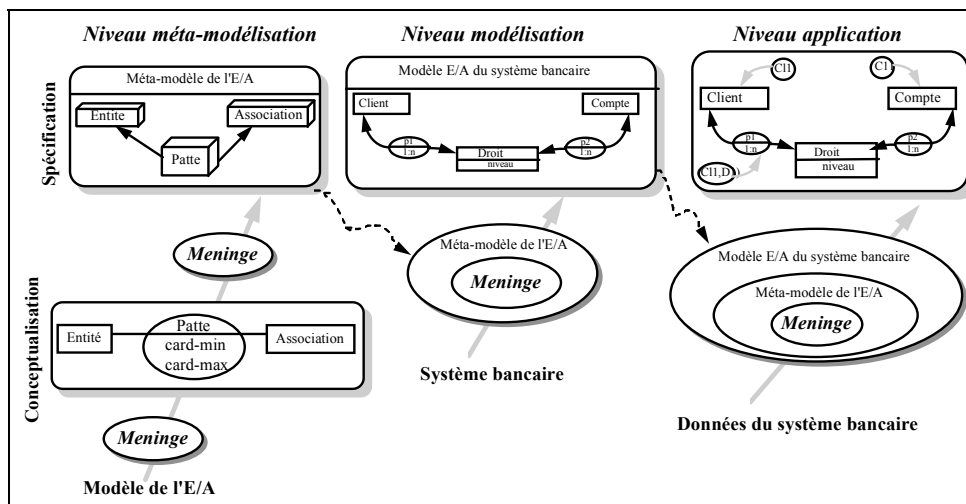 Niveau méta-modélisation
Niveau modélisation
Niveau application
Spécification
Méta-modèle de l'E/A
Entite
Association
Patte
Modèle E/A du système bancaire
Client
Compte
p1
1:n
p2
1:n
Droit
niveau
Cl1
C1
Client
Compte
p1
1:n
p2
1:n
Droit
niveau
Cl1,D
Conceptualisation
Meninge
Entité
Patte
card-min
card-max
Association
Meninge
Modèle de l'E/A
Méta-modèle de l'E/A
Meninge
Système bancaire
Modèle E/A du système bancaire
Méta-modèle de l'E/A
Meninge
Données du système bancaire